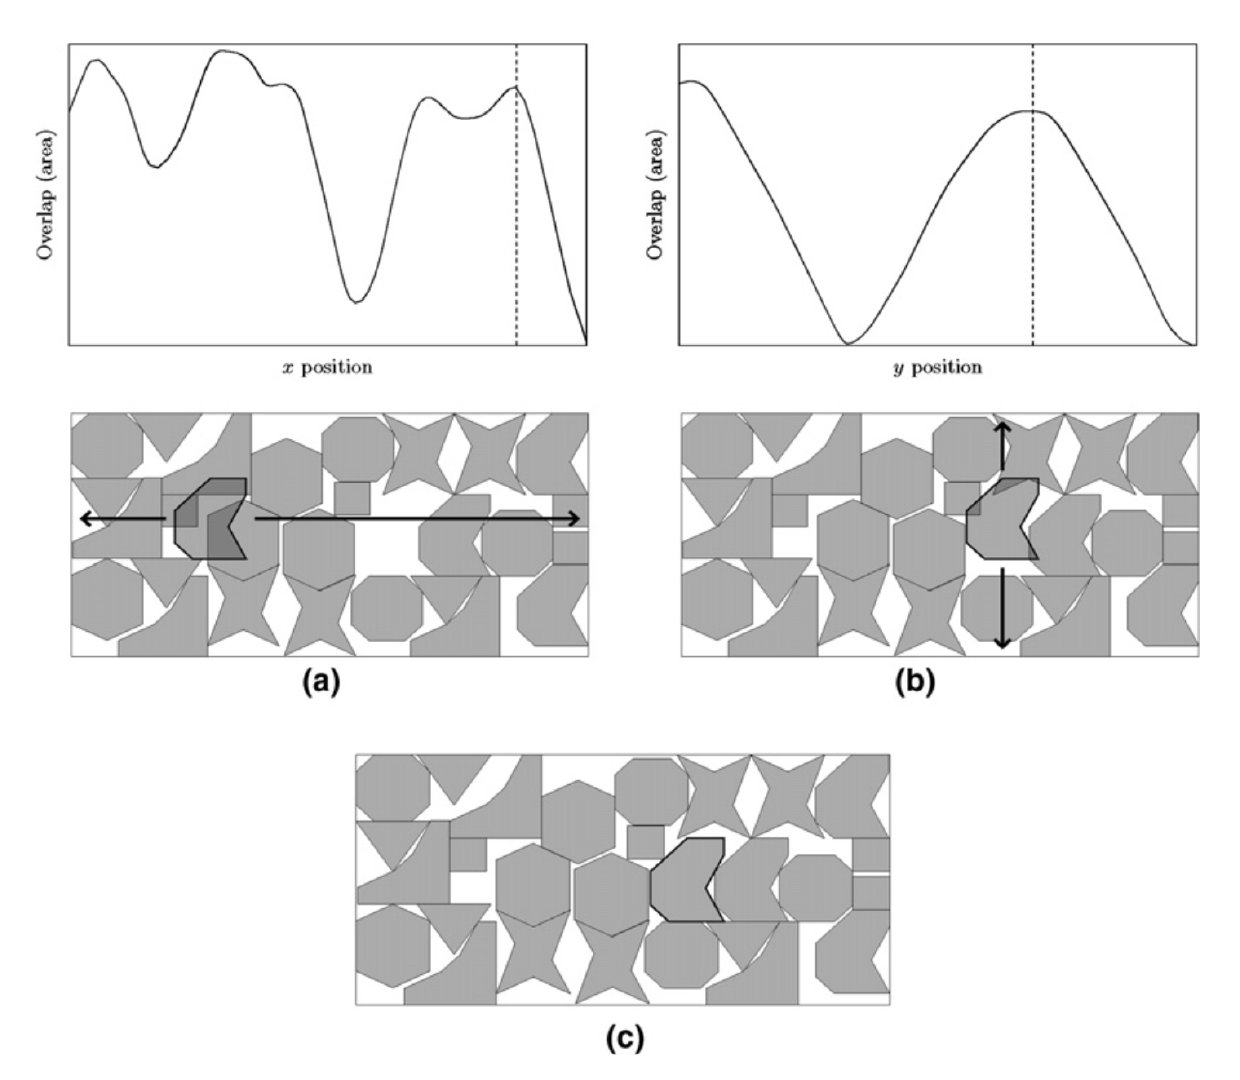 Overlap (area)
x position
Overlap (area)
y position
(a)
(b)
(c)